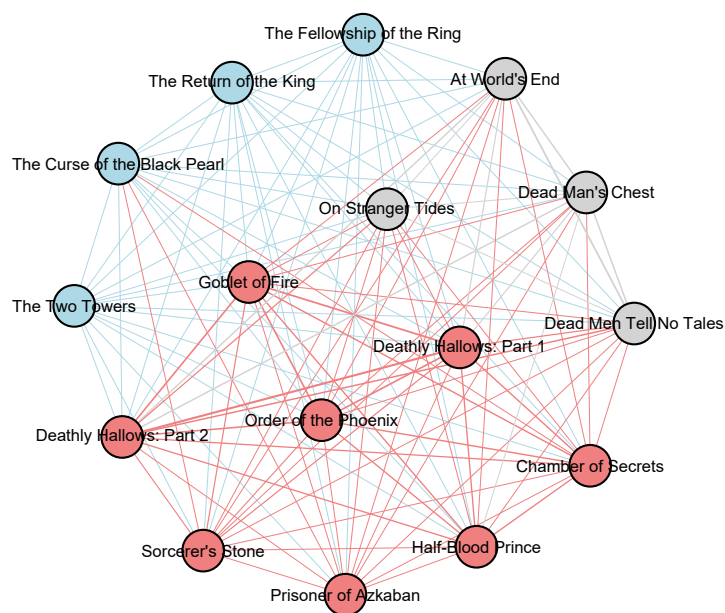 The Fellowship of the Ring
The Return of the King
At World's End
The Curse of the Black Pearl
Dead Man's Chest
On Stranger Tides
Goblet of Fire
The Two Towers
Dead Men Tell No Tales
Deathly Hallows: Part 1
Order of the Phoenix
Deathly Hallows: Part 2
Chamber of Secrets
Sorcerer's Stone
Half-Blood Prince
Prisoner of Azkaban